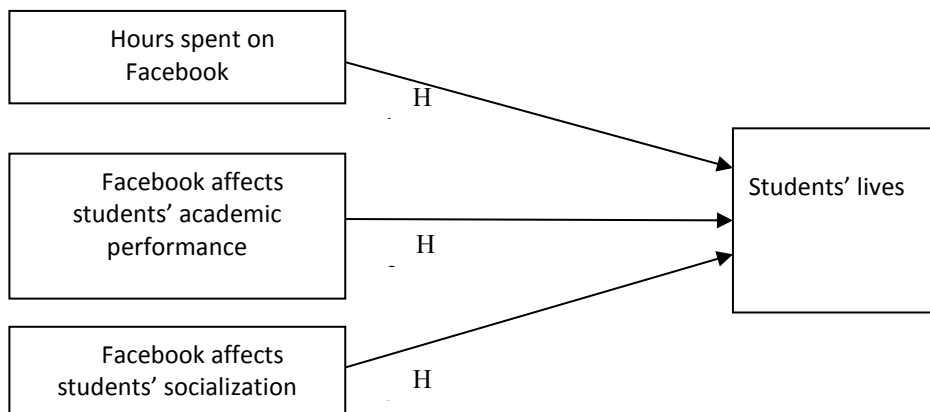 Hours spent on
Facebook
H
Facebook affects
students’ academic
performance
H
Facebook affects
students’ socialization
H
Students’ lives